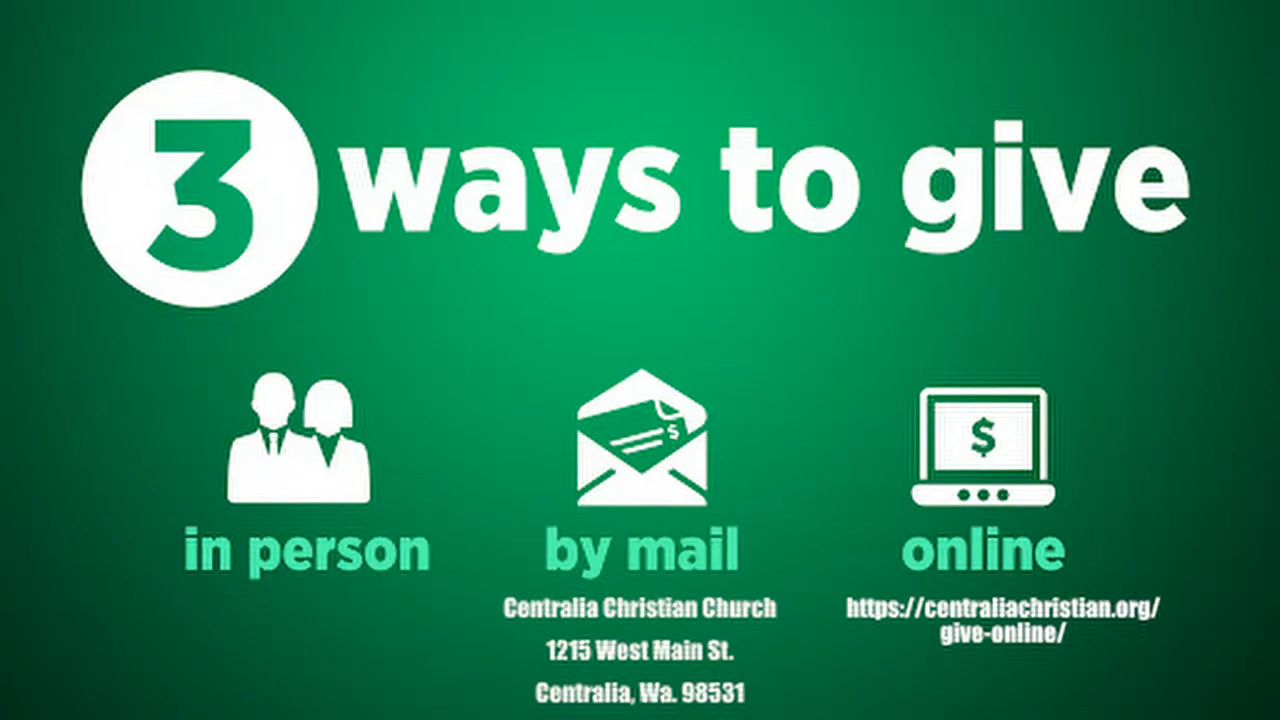 3 ways to give
$
$
in person
by mail
online
Centralia Christian Church
1215 West Main St.
Centralia, Wa. 98531
https://centraliachristian.org/
give-online/